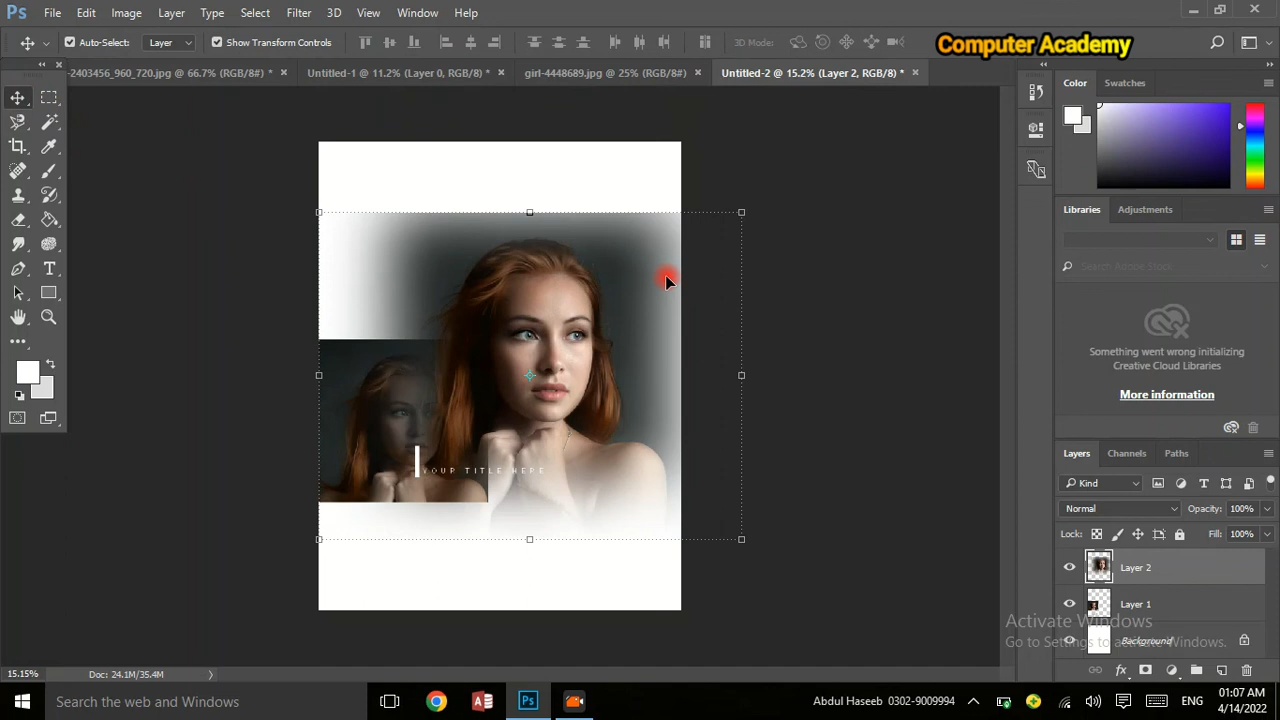 Ps File Edit Image Layer Type Select Filter 3D View Window Help
Auto-Select: Layer Show Transform Controls 3D Mode: Computer Academy
-2403456_960_720.jpg @ 66.7% (RGB/8#) * Untitled-1 @ 11.2% (Layer 0, RGB/8) * girl-4448689.jpg @ 25% (RGB/8#) Untitled-2 @ 15.2% (Layer 2, RGB/8) *
Color Swatches
Libraries Adjustments
Search Adobe Stock
Something went wrong initializing
Creative Cloud Libraries
More information
YOUR TITLE HERE
Layers Channels Paths
Kind
Normal Opacity: 100%
Lock: Fill: 100%
Layer 2
Layer 1
Background
Activate Windows
Go to Settings to activate Windows.
15.15% Doc: 24.1M/35.4M
Search the web and Windows Abdul Haseeb 0302-9009994 01:07 AM
4/14/2022